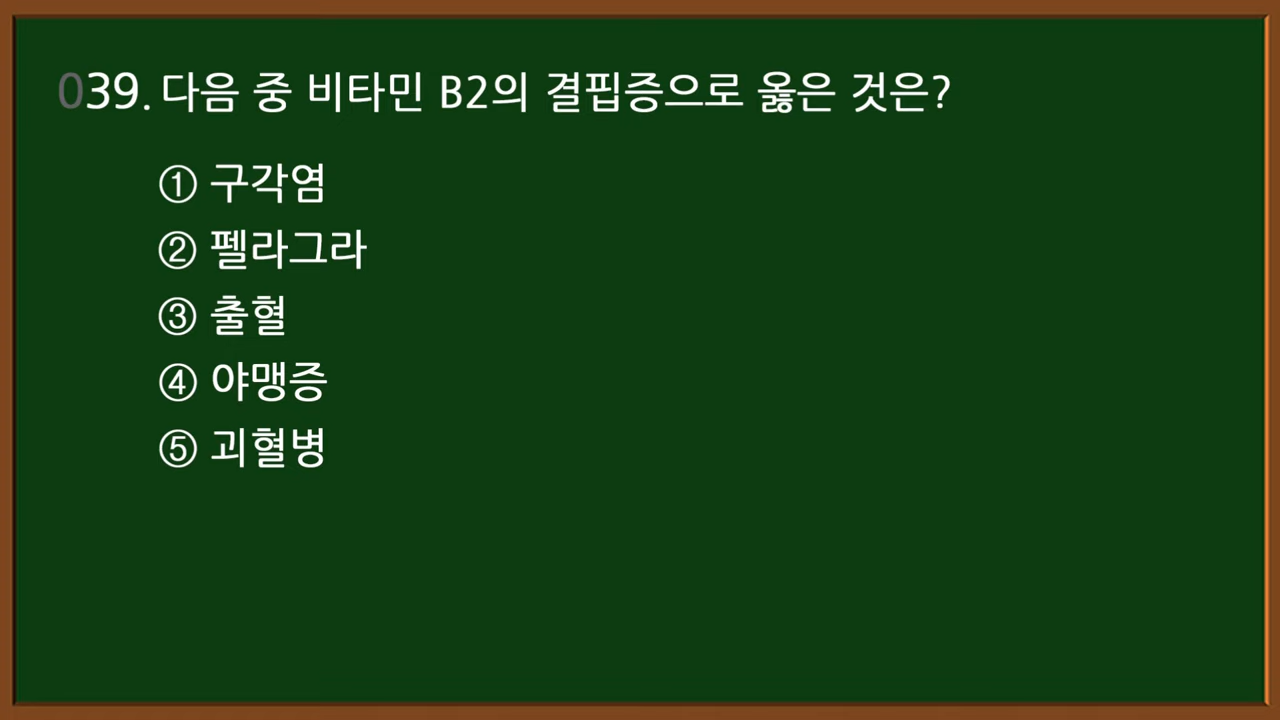 039. 다음 중 비타민 B2의 결핍증으로 옳은 것은?
① 구각염
② 펠라그라
③ 출혈
④ 야맹증
⑤ 괴혈병